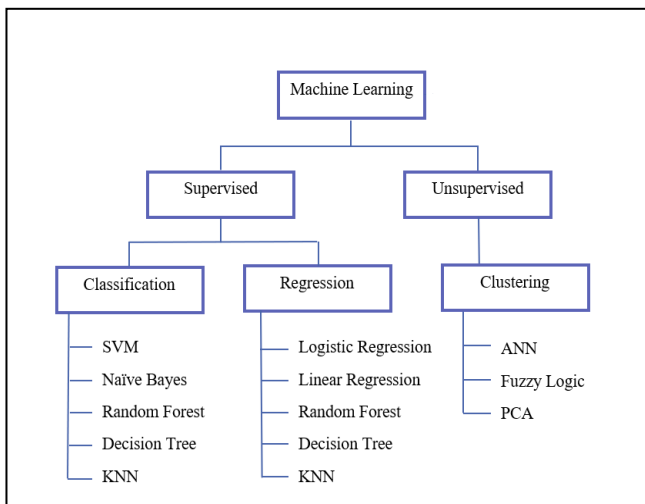 Machine Learning
Supervised
Unsupervised
Classification
Regression
Clustering
SVM
Naïve Bayes
Random Forest
Decision Tree
KNN
Logistic Regression
Linear Regression
Random Forest
Decision Tree
KNN
ANN
Fuzzy Logic
PCA